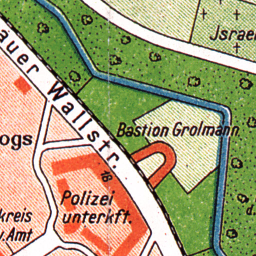 Jsrae
auer Wallstr.
Bastion Grolmann
ogs
18
Polizei
unterkft.
kreis
v. Amt
d.